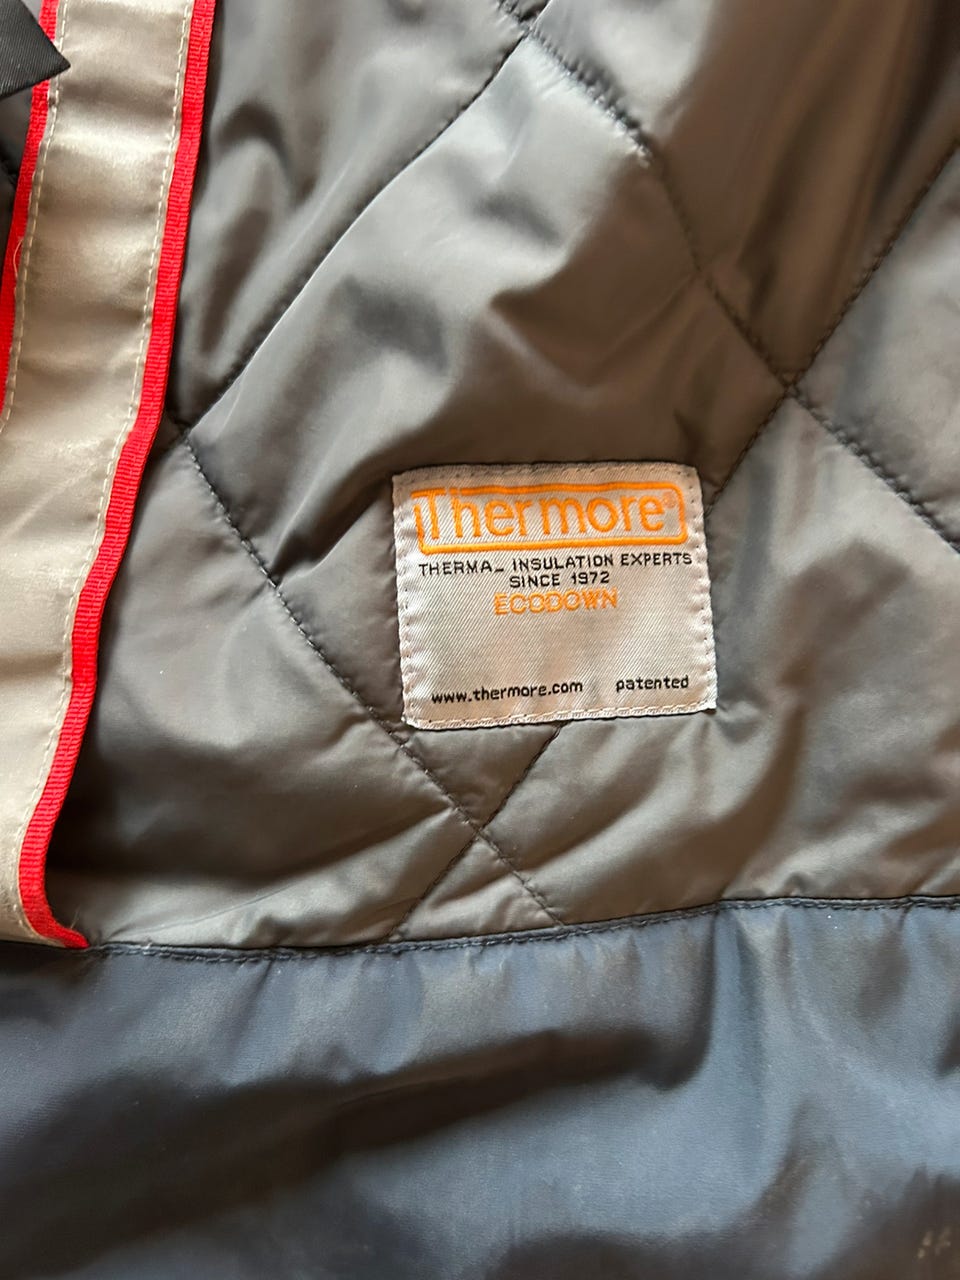 Thermore®
THERMA_ INSULATION EXPERTS
SINCE 1972
ECODOWN
www.thermore.com patented